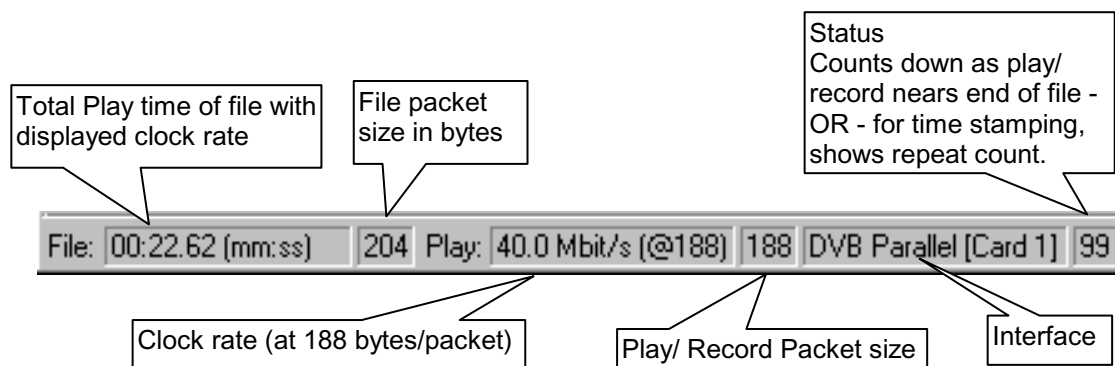 Status
Counts down as play/
record nears end of file -
OR - for time stamping,
shows repeat count.
Total Play time of file with
displayed clock rate
File packet
size in bytes
File: 00:22.62 (mm:ss) 204 Play: 40.0 Mbit/s (@188) 188 DVB Parallel [Card 1] 99
Clock rate (at 188 bytes/packet)
Play/ Record Packet size
Interface